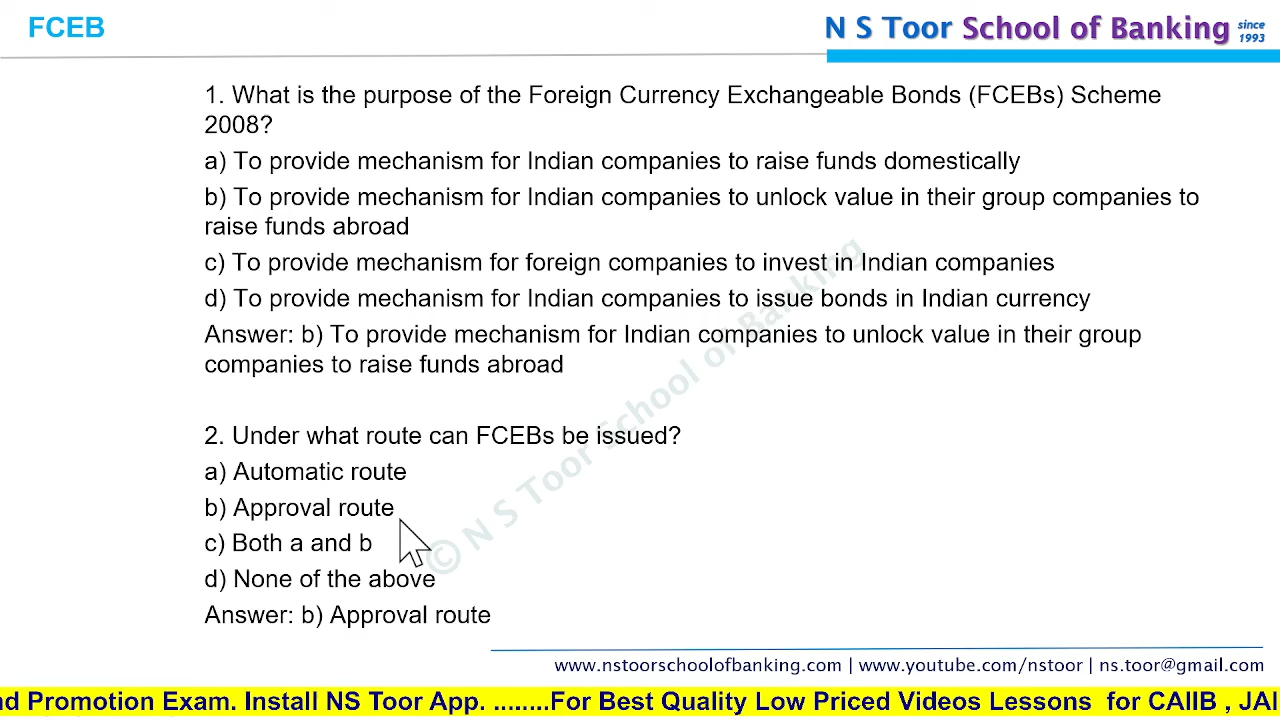 FCEB
N S Toor School of Banking since 1993
1. What is the purpose of the Foreign Currency Exchangeable Bonds (FCEBs) Scheme
2008?
a) To provide mechanism for Indian companies to raise funds domestically
b) To provide mechanism for Indian companies to unlock value in their group companies to
raise funds abroad
c) To provide mechanism for foreign companies to invest in Indian companies
d) To provide mechanism for Indian companies to issue bonds in Indian currency
Answer: b) To provide mechanism for Indian companies to unlock value in their group
companies to raise funds abroad
2. Under what route can FCEBs be issued?
a) Automatic route
b) Approval route
c) Both a and b
d) None of the above
Answer: b) Approval route
© N S Toor School of Banking
www.nstoorschoolofbanking.com | www.youtube.com/nstoor | ns.toor@gmail.com
nd Promotion Exam. Install NS Toor App. ........For Best Quality Low Priced Videos Lessons for CAIIB , JAI